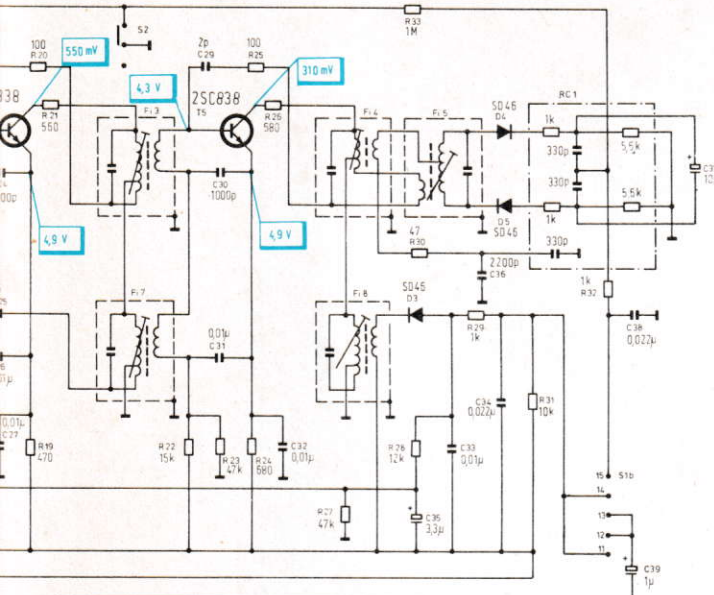 R33
1M
S2
100
R20
550 mV
2p
C29
100
R25
310 mV
4,3 V
838
2SC838
T5
R21
560
Fi 3
R26
580
Fi 4
Fi 5
SD46
D4
RC1
1k
5,5k
330p
330p
5,6k
1k
D5
SD46
C30
1000p
00p
4,9 V
4,9 V
47
R30
2200p
C36
330p
1k
R32
Fi 7
Fi 8
SD46
D3
R29
1k
C38
0,022µ
0,01µ
C31
C34
0,022µ
R31
10k
0,01µ
C27
R19
470
R22
15k
R23
47k
R24
680
C32
0,01µ
R28
12k
C33
0,01µ
R27
47k
C35
3,3µ
15
S1b
14
13
12
11
C39
1µ